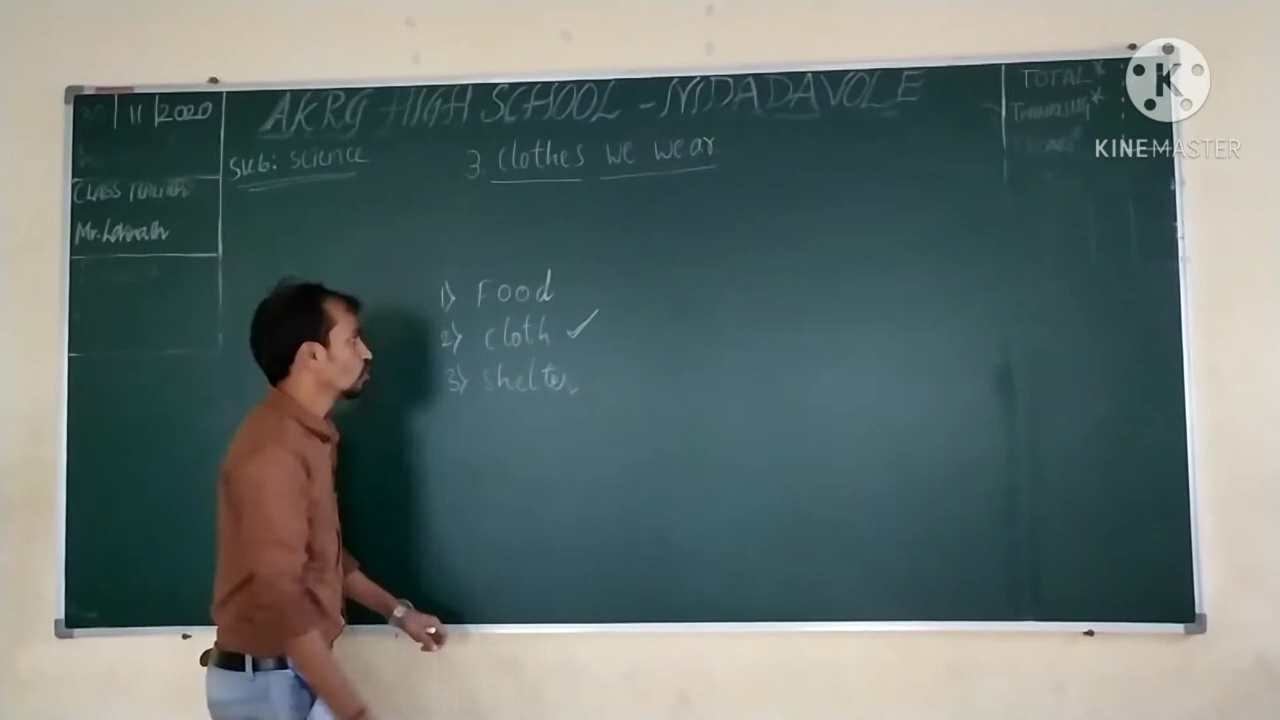 11/2020
AKRG HIGH SCHOOL - NIDADAVOLE
TOTAL*
Sub: Science
3. Clothes we wear
CLASS
Mr.
1) Food
2) cloth ✓
3) shelter
K
KINEMASTER